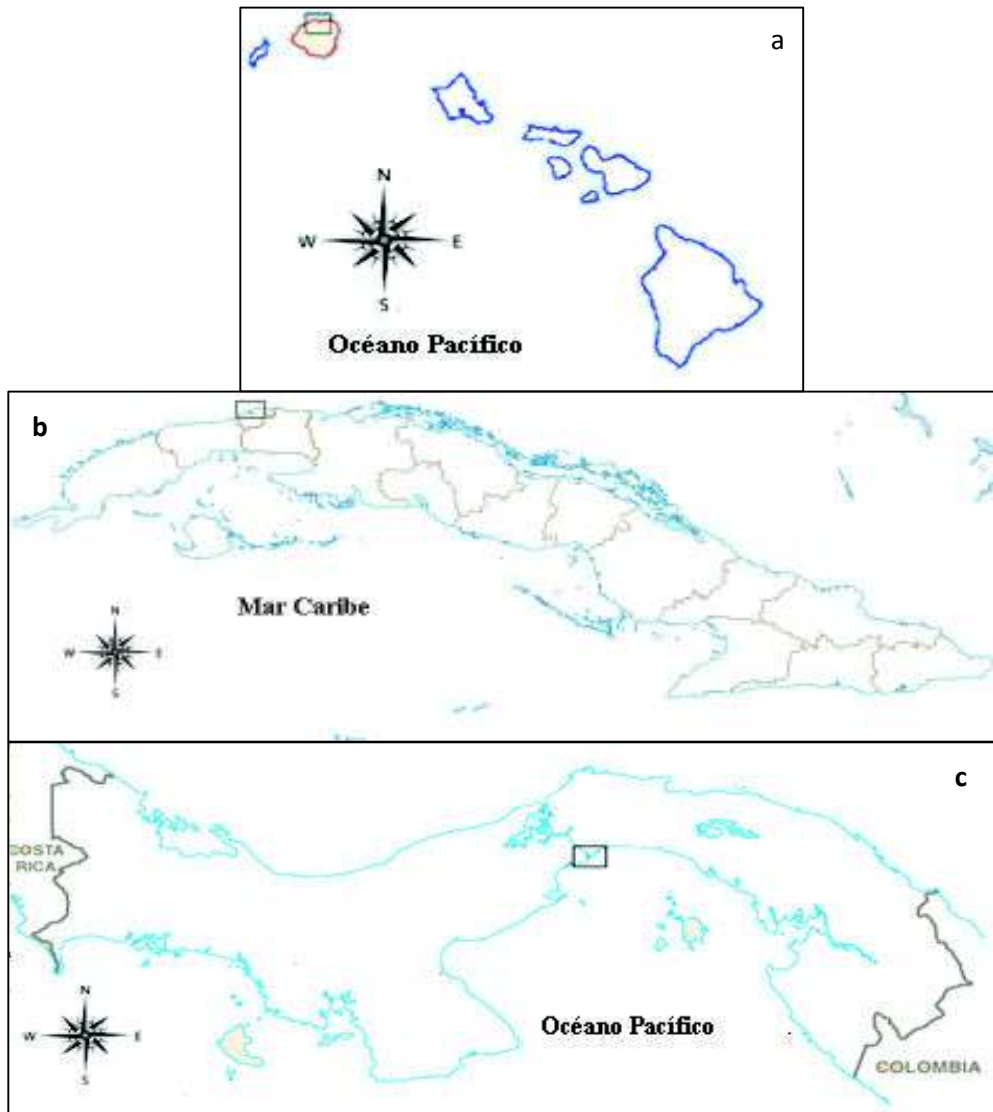 a
N
W E
S
Océano Pacífico
b
Mar Caribe
N
W E
S
c
COSTA
RICA
N
W E
S
Océano Pacífico
COLOMBIA